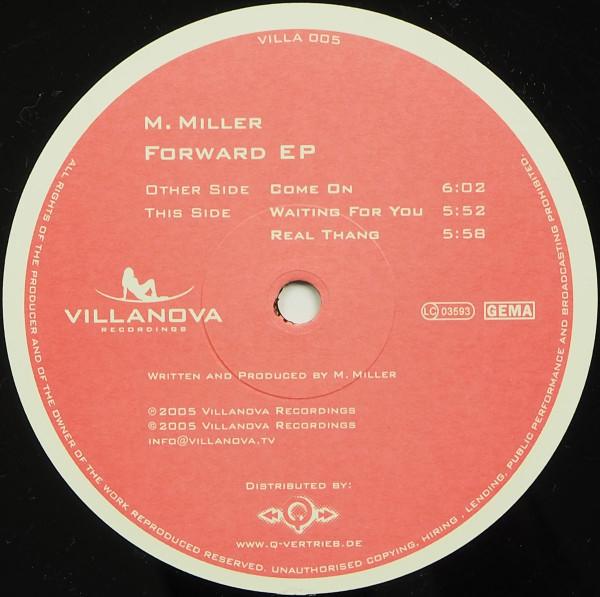 VILLA 005
M. Miller
Forward EP
Other Side Come On 6:02
This Side Waiting For You 5:52
Real Thang 5:58
VILLANOVA
RECORDINGS
LC 03593 GEMA
Written and Produced by M. Miller
℗2005 Villanova Recordings
©2005 Villanova Recordings
info@villanova.tv
Distributed by:
www.q-vertrieb.de
ALL RIGHTS OF THE PRODUCER AND OF THE OWNER OF THE WORK REPRODUCED RESERVED. UNAUTHORISED COPYING, HIRING, LENDING, PUBLIC PERFORMANCE AND BROADCASTING PROHIBITED.